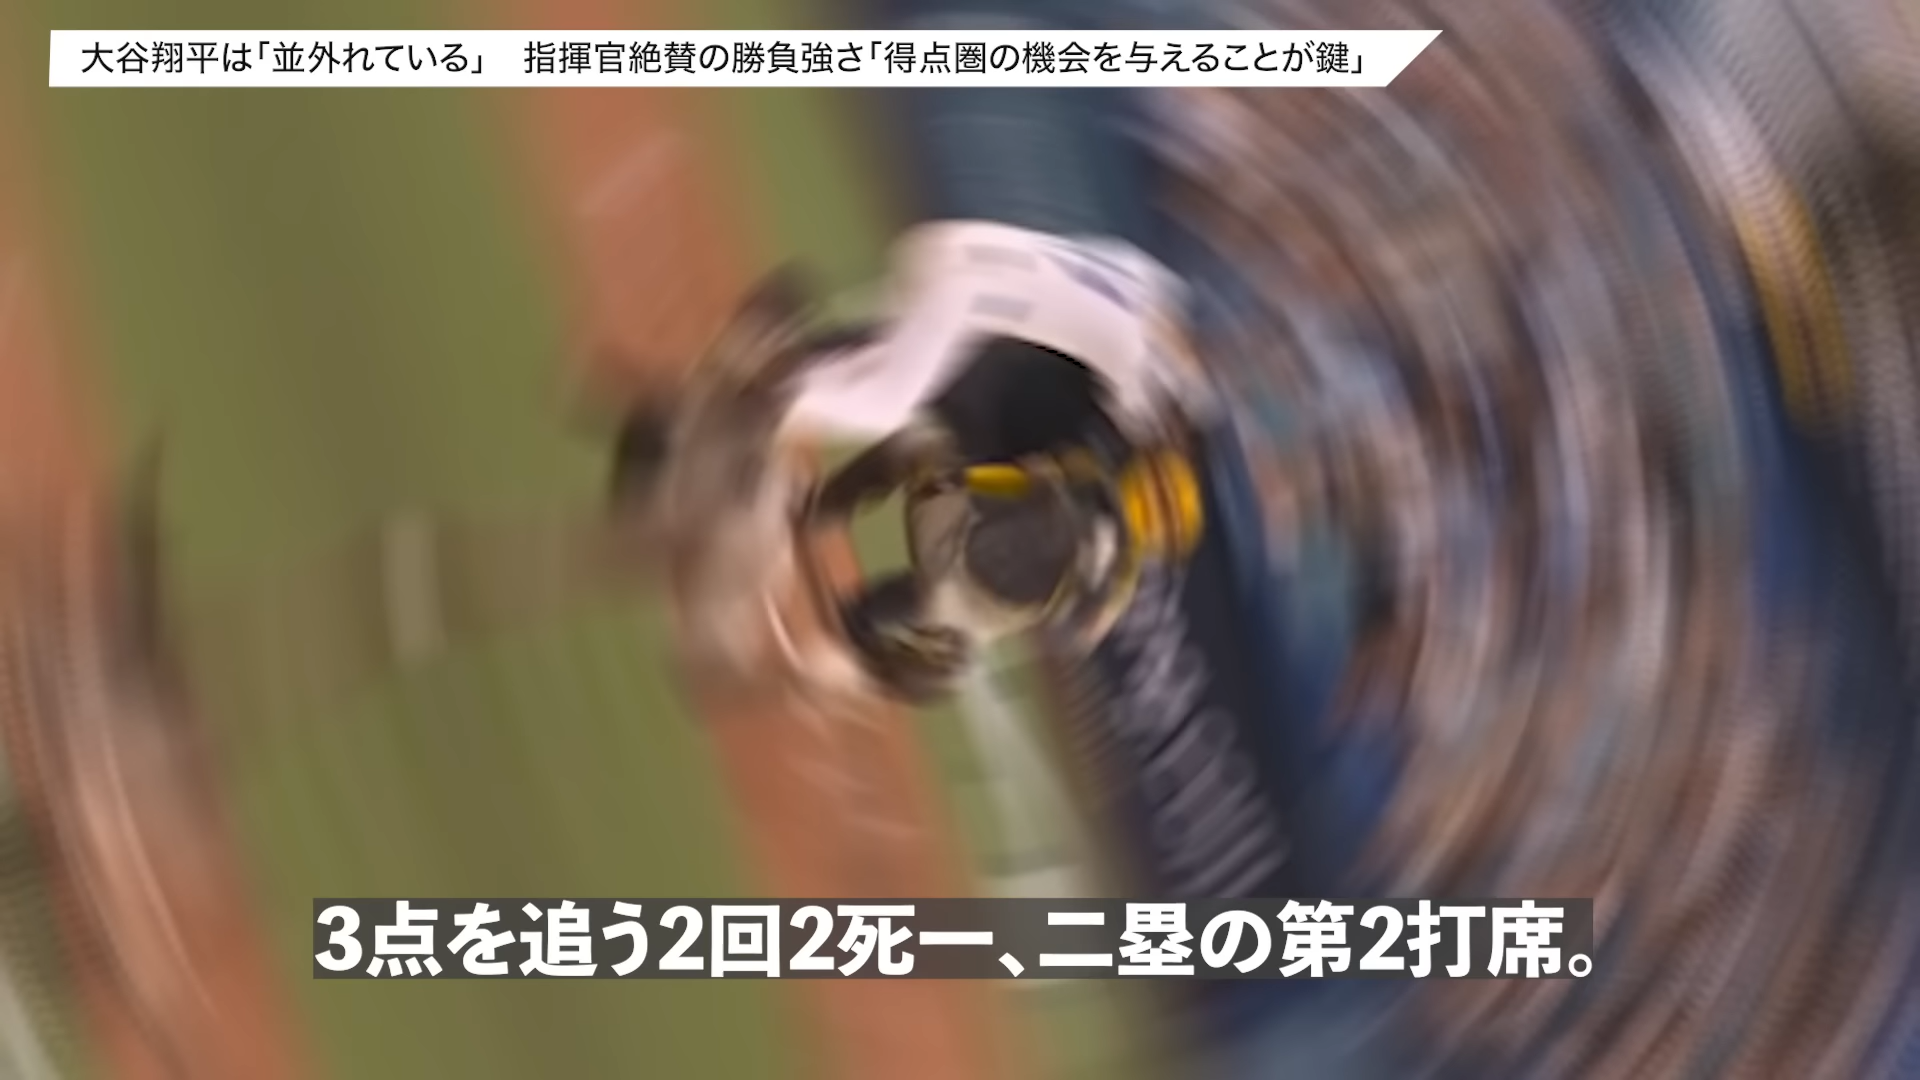 大谷翔平は「並外れている」　指揮官絶賛の勝負強さ「得点圏の機会を与えることが鍵」
3点を追う2回2死一、二塁の第2打席。